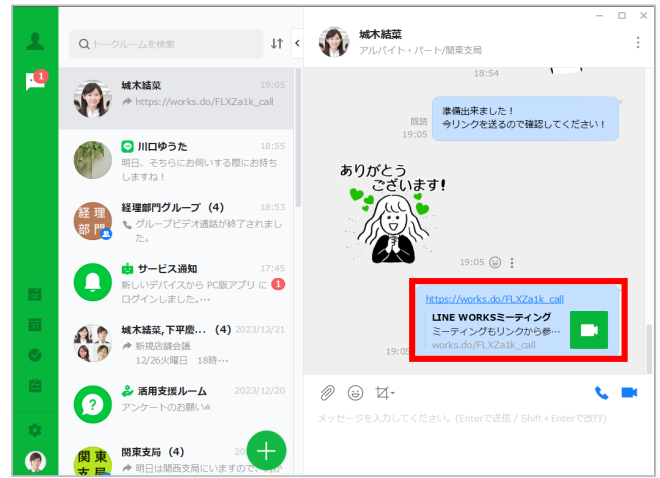 1
トークルームを検索
城木結菜
19:05
https://works.do/FLXZa1k_call
川口ゆうた
18:55
明日、そちらにお伺いする際にお持ち
しますね！
経理
部門
経理部門グループ (4)
18:53
グループビデオ通話が終了されまし
た。
サービス通知
17:45
新しいデバイスから PC版アプリ に
ログインしました。…
1
城木結菜,下平慶... (4)
2023/12/21
新規店舗会議
12/26火曜日 18時…
活用支援ルーム
2023/12/20
アンケートのお願い
関東
支局
関東支局 (4)
明日は関西支局にいますので、
城木結菜
アルバイト・パート/関東支局
18:54
準備出来ました！
今リンクを送るので確認してください！
既読
19:05
ありがとう
ございます!
19:05
https://works.do/FLXZa1k_call
LINE WORKSミーティング
ミーティングもリンクから参…
works.do/FLXZa1k_call
19:05
メッセージを入力してください。(Enterで送信 / Shift+Enterで改行)
31